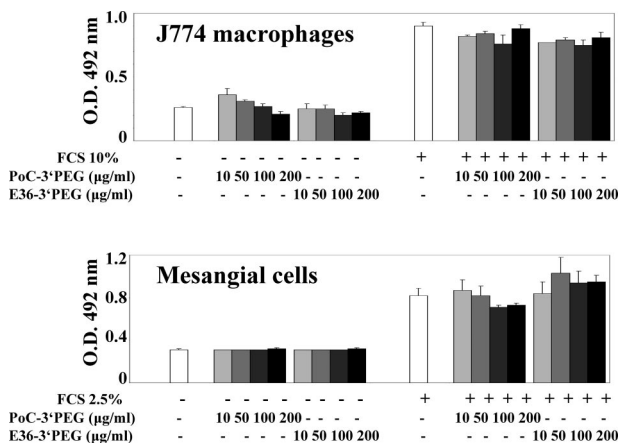 J774 macrophages
O.D. 492 nm
1.0
0.5
0
FCS 10% - - - - - - - - - + + + + + + + + +
PoC-3‘PEG (µg/ml) - 10 50 100 200 - - - - - 10 50 100 200 - - - -
E36-3‘PEG (µg/ml) - - - - - 10 50 100 200 - - - - - 10 50 100 200
Mesangial cells
O.D. 492 nm
1.2
0.8
0.4
0
FCS 2.5% - - - - - - - - - + + + + + + + + +
PoC-3‘PEG (µg/ml) - 10 50 100 200 - - - - - 10 50 100 200 - - - -
E36-3‘PEG (µg/ml) - - - - - 10 50 100 200 - - - - - 10 50 100 200